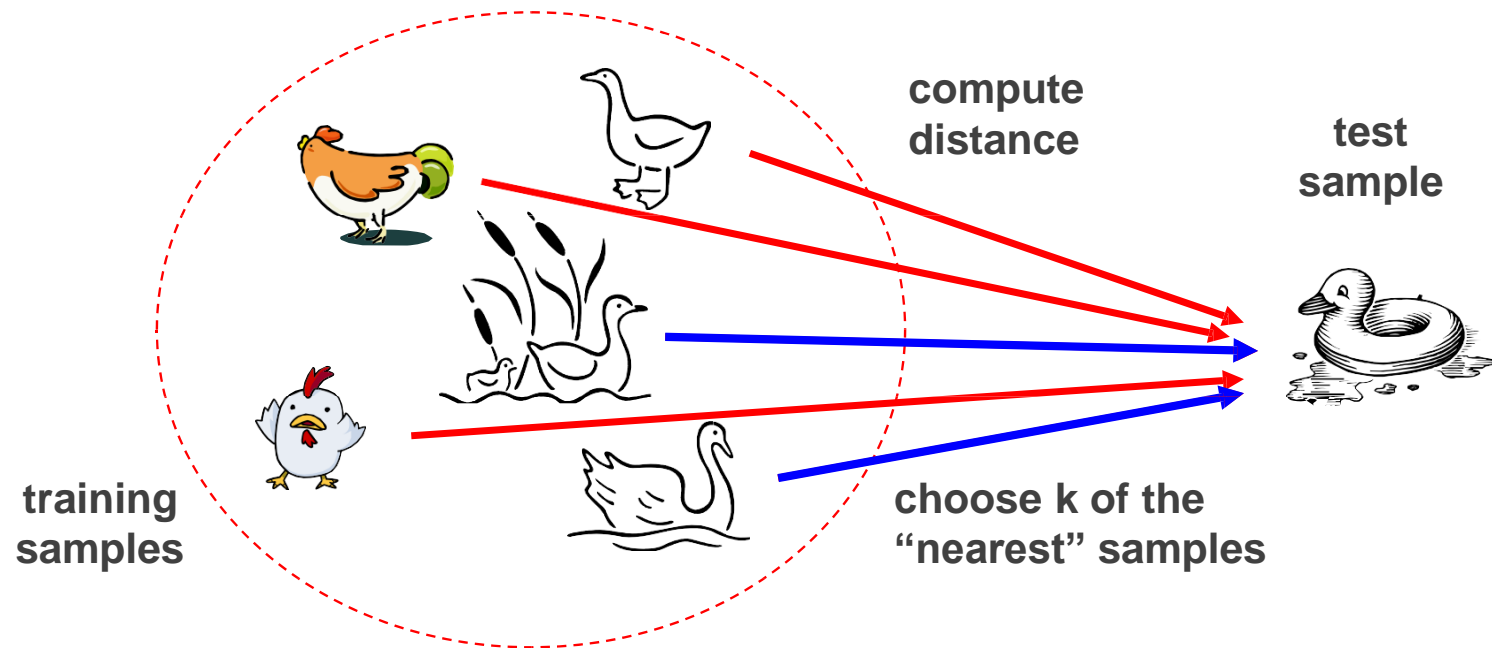 compute
distance
test
sample
training
samples
choose k of the
“nearest” samples